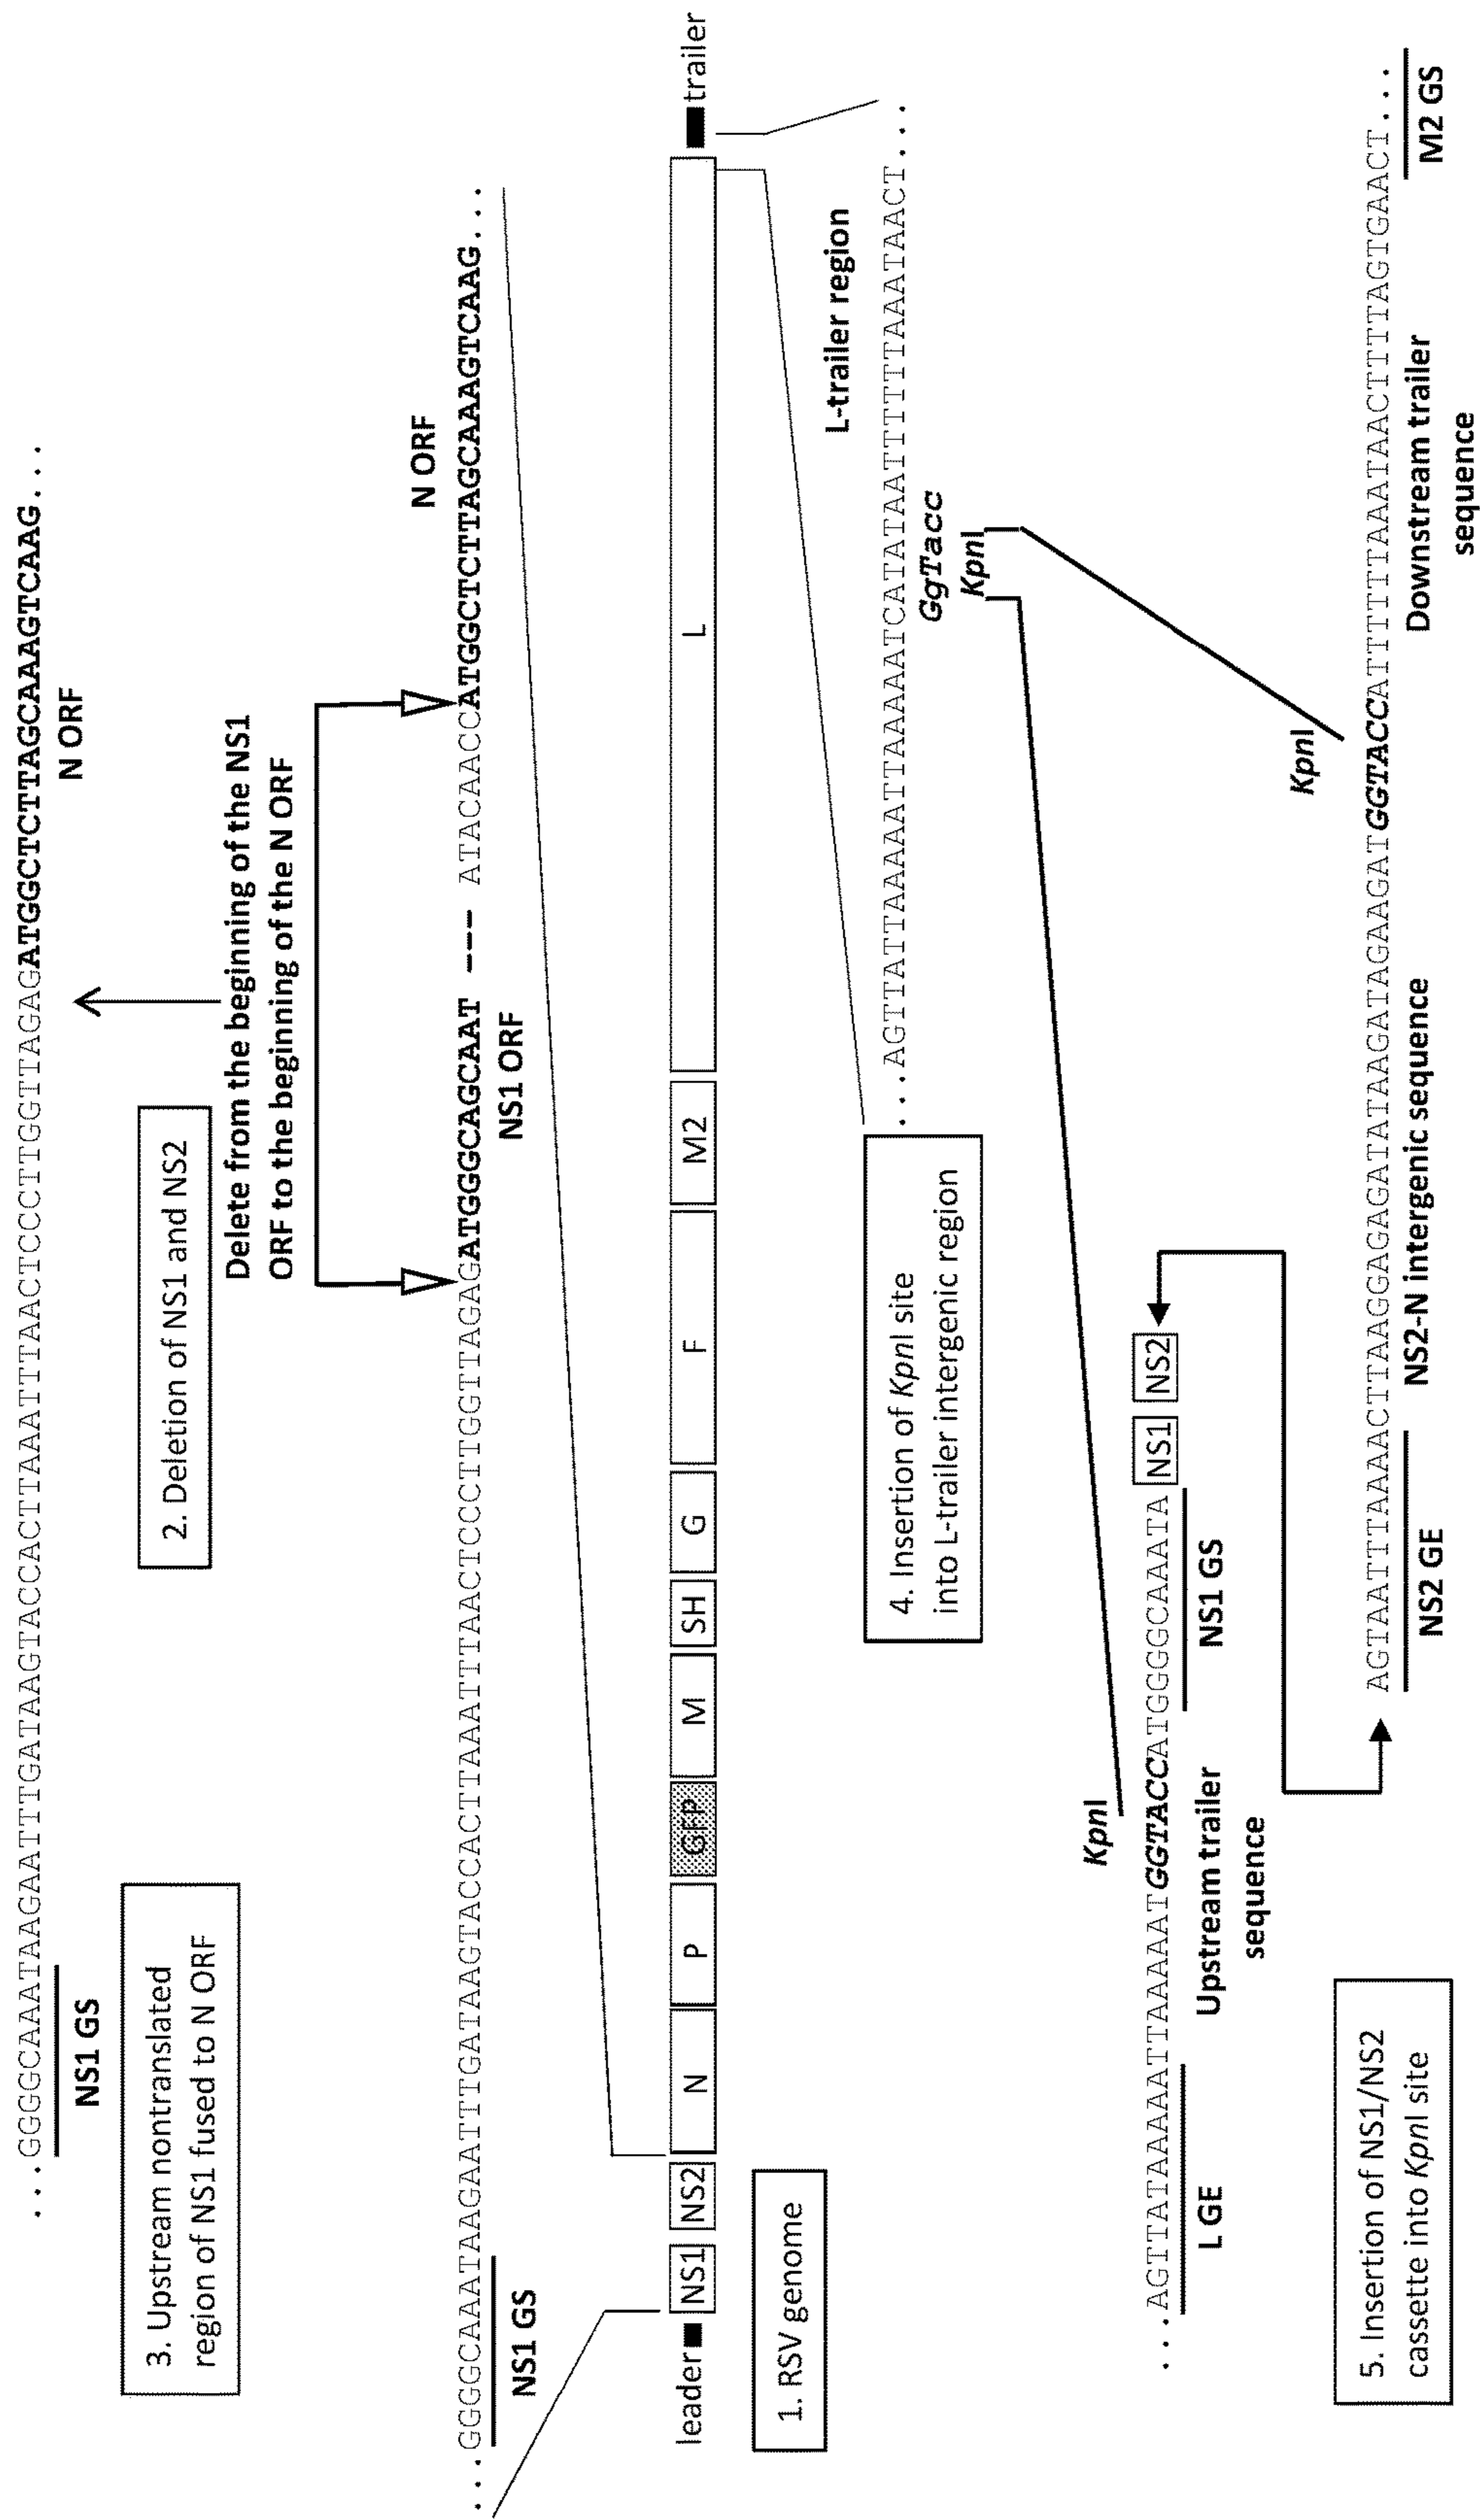 ...GGGGCAAATAAGAATTTGATAAGTACCACTTAAATTTAACTCCCTTGGTTAGAGATGGCTCTTAGCAAAGTCAAG...
NS1 GS
N ORF
3. Upstream nontranslated
region of NS1 fused to N ORF
2. Deletion of NS1 and NS2
Delete from the beginning of the NS1
ORF to the beginning of the N ORF
N ORF
...GGGGCAAATAAGAATTTGATAAGTACCACTTAAATTTAACTCCCTTGGTTAGAGATGGGCAGCAAT --- ATACAACCATGGCTCTTAGCAAAGTCAAG...
NS1 GS
NS1 ORF
leader NS1 NS2 N P GFP M SH G F M2 L trailer
1. RSV genome
L-trailer region
...AGTTATTAAAAATTAAAAATCATATAATTTTTTAAATAACT...
GgTacc
KpnI
4. Insertion of KpnI site
into L-trailer intergenic region
KpnI
...AGTTATAAAAATTAAAAATGGTACCATGGGGCAAATA NS1 NS2
L GE
Upstream trailer
sequence
NS1 GS
KpnI
5. Insertion of NS1/NS2
cassette into KpnI site
AGTAATTTAAAACTTAAGGAGAGATATAAGATAGAAGATGGTACCATTTTTTAAATAACTTTTAGTGAACT....
NS2 GE
NS2-N intergenic sequence
Downstream trailer
sequence
M2 GS